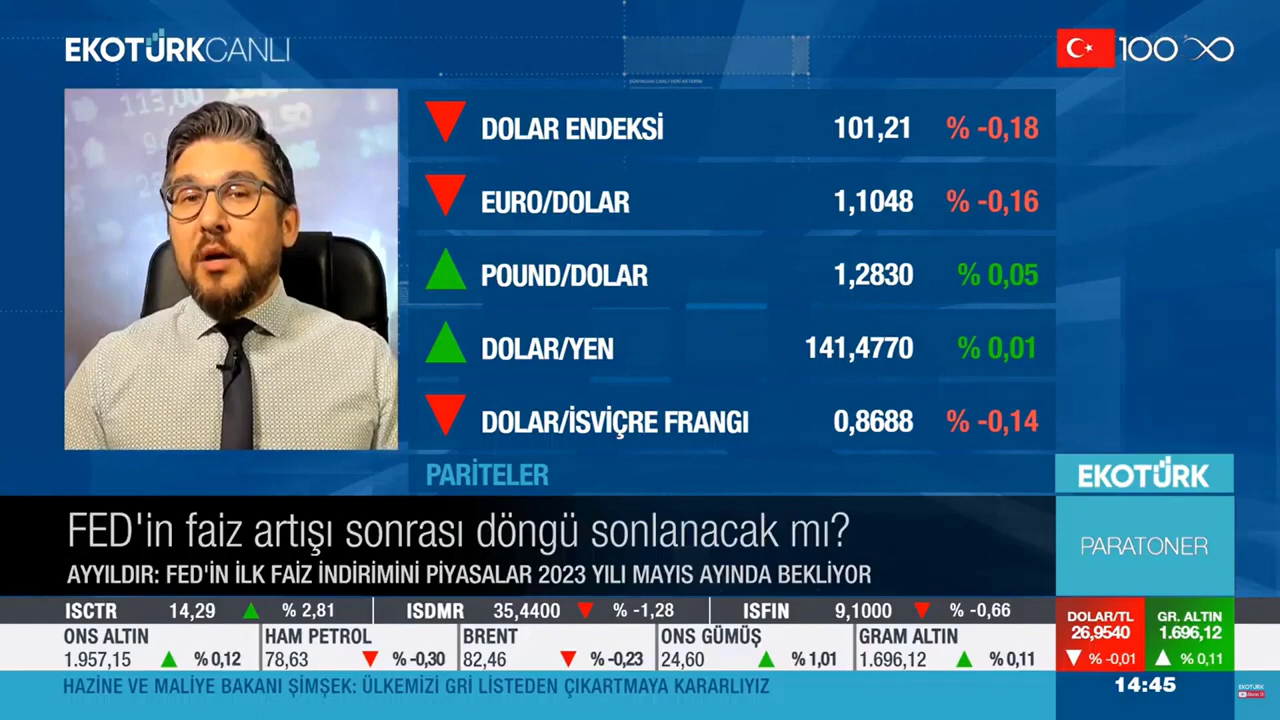 EKOTÜRK CANLI
100
113,00
DOLAR ENDEKSİ 101,21 % -0,18
EURO/DOLAR 1,1048 % -0,16
POUND/DOLAR 1,2830 % 0,05
DOLAR/YEN 141,4770 % 0,01
DOLAR/İSVİÇRE FRANGI 0,8688 % -0,14
PARİTELER
EKOTÜRK
PARATONER
FED'in faiz artışı sonrası döngü sonlanacak mı?
AYYILDIR: FED'İN İLK FAİZ İNDİRİMİNİ PİYASALAR 2023 YILI MAYIS AYINDA BEKLİYOR
ISCTR 14,29 % 2,81 ISDMR 35,4400 % -1,28 ISFIN 9,1000 % -0,66
ONS ALTIN HAM PETROL BRENT ONS GÜMÜŞ GRAM ALTIN
1.957,15 % 0,12 78,63 % -0,30 82,46 % -0,23 24,60 % 1,01 1.696,12 % 0,11
DOLAR/TL GR. ALTIN
26,9540 1.696,12
% -0,01 % 0,11
HAZİNE VE MALİYE BAKANI ŞİMŞEK: ÜLKEMİZİ GRİ LİSTEDEN ÇIKARTMAYA KARARLIYIZ
14:45
EKOTÜRK